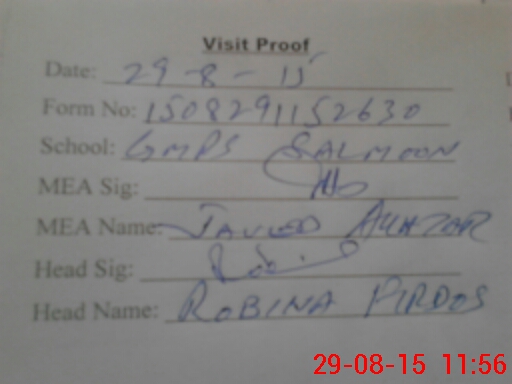 Visit Proof
Date: 29-8-15
Form No: 1508291152630
School: GMPS SALMOON
MEA Sig:
MEA Name: JAVED AKHTAR
Head Sig:
Head Name: ROBINA FIRDOS
29-08-15 11:56